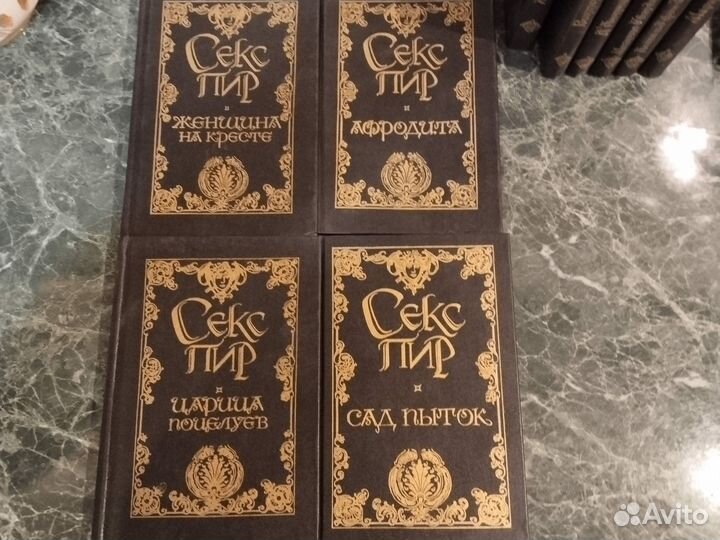 Секс
пир
Женщина
на кресте
Секс
пир
Афродита
Секс
пир
Царица
поцелуев
Секс
пир
Сад пыток
Avito